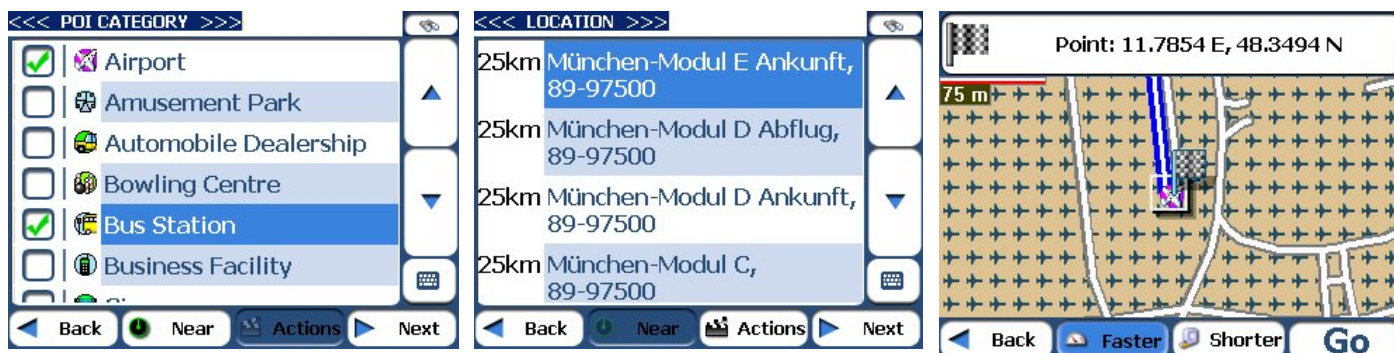 <<< POI CATEGORY >>>
Airport
Amusement Park
Automobile Dealership
Bowling Centre
Bus Station
Business Facility
Back
Near
Actions
Next
<<< LOCATION >>>
25km München-Modul E Ankunft,
89-97500
25km München-Modul D Abflug,
89-97500
25km München-Modul D Ankunft,
89-97500
25km München-Modul C,
89-97500
Back
Near
Actions
Next
Point: 11.7854 E, 48.3494 N
75 m
Back
Faster
Shorter
Go